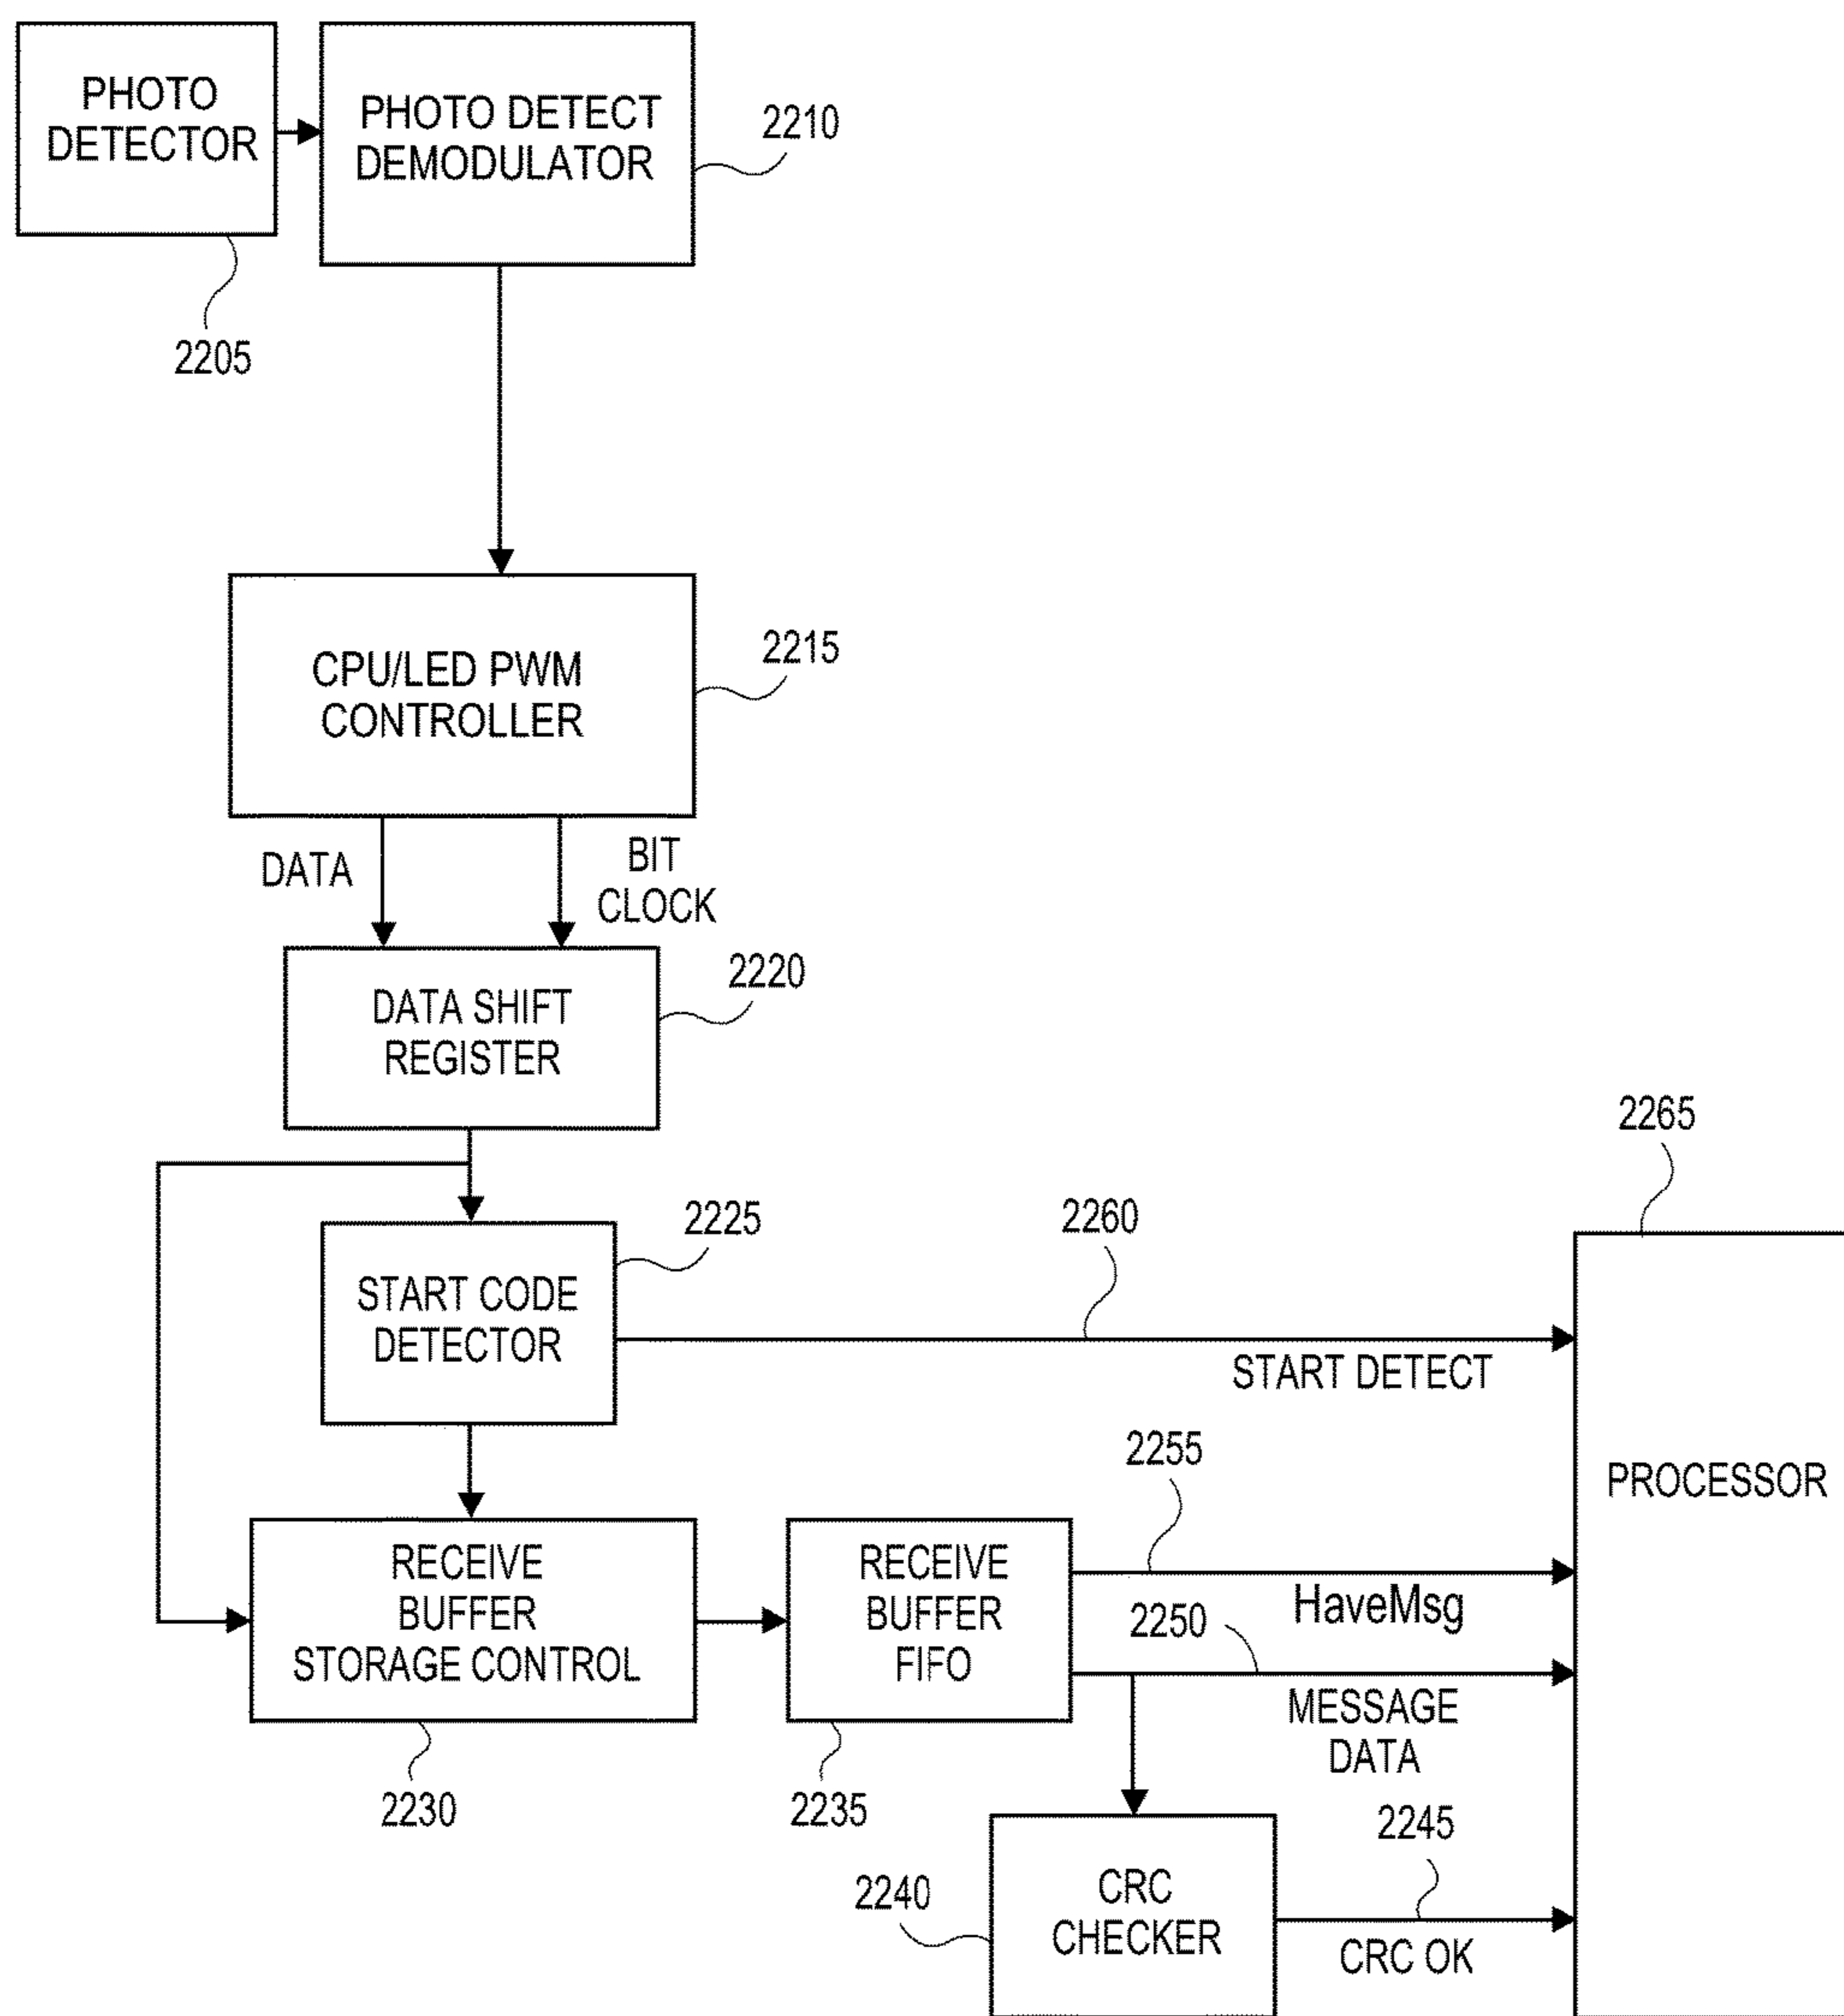 PHOTO
DETECTOR
PHOTO DETECT
DEMODULATOR
2210
2205
CPU/LED PWM
CONTROLLER
2215
DATA
BIT
CLOCK
DATA SHIFT
REGISTER
2220
2265
START CODE
DETECTOR
2225
2260
START DETECT
PROCESSOR
2255
HaveMsg
RECEIVE
BUFFER
STORAGE CONTROL
RECEIVE
BUFFER
FIFO
2250
MESSAGE
DATA
2230
2235
2245
2240
CRC
CHECKER
CRC OK